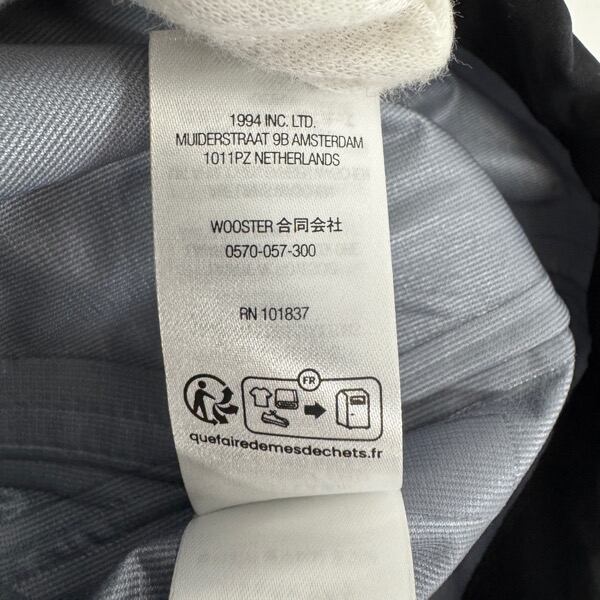 1994 INC. LTD.
MUIDERSTRAAT 9B AMSTERDAM
1011PZ NETHERLANDS
WOOSTER 合同会社
0570-057-300
RN 101837
FR
quefairedemesdechets.fr